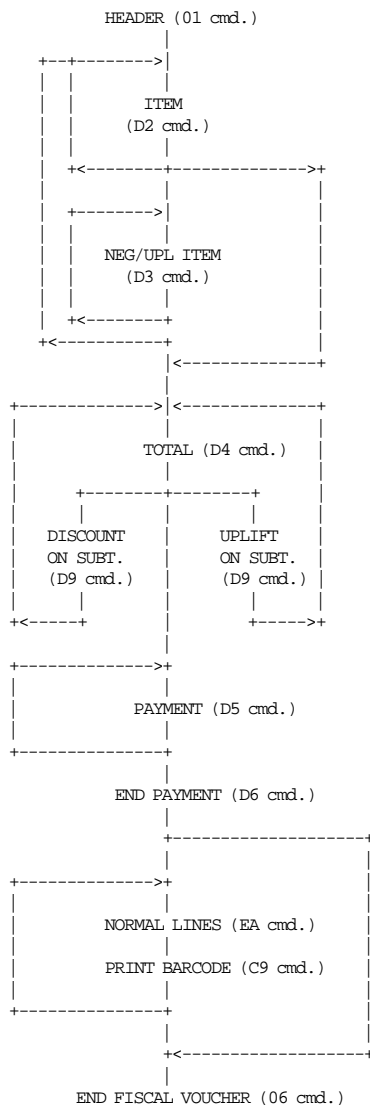 HEADER (01 cmd.)
ITEM
(D2 cmd.)
NEG/UPL ITEM
(D3 cmd.)
TOTAL (D4 cmd.)
DISCOUNT
ON SUBT.
(D9 cmd.)
UPLIFT
ON SUBT.
(D9 cmd.)
PAYMENT (D5 cmd.)
END PAYMENT (D6 cmd.)
NORMAL LINES (EA cmd.)
PRINT BARCODE (C9 cmd.)
END FISCAL VOUCHER (06 cmd.)